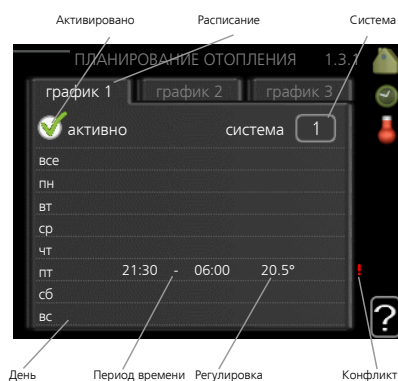 Активировано Расписание Система
ПЛАНИРОВАНИЕ ОТОПЛЕНИЯ 1.3.1
график 1 график 2 график 3
активно система 1
все
пн
вт
ср
чт
пт 21:30 - 06:00 20.5° !
сб
вс
?
День Период времени Регулировка Конфликт